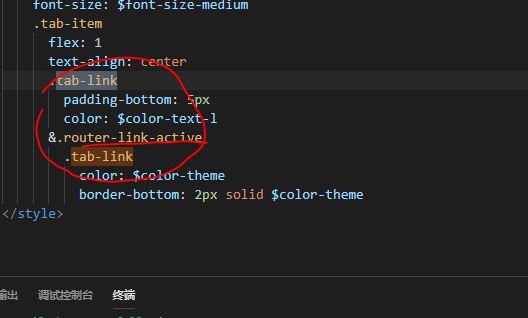 font-size: $font-size-medium
.tab-item
flex: 1
text-align: center
.tab-link
padding-bottom: 5px
color: $color-text-l
&.router-link-active
.tab-link
color: $color-theme
border-bottom: 2px solid $color-theme
</style>
输出 调试控制台 终端